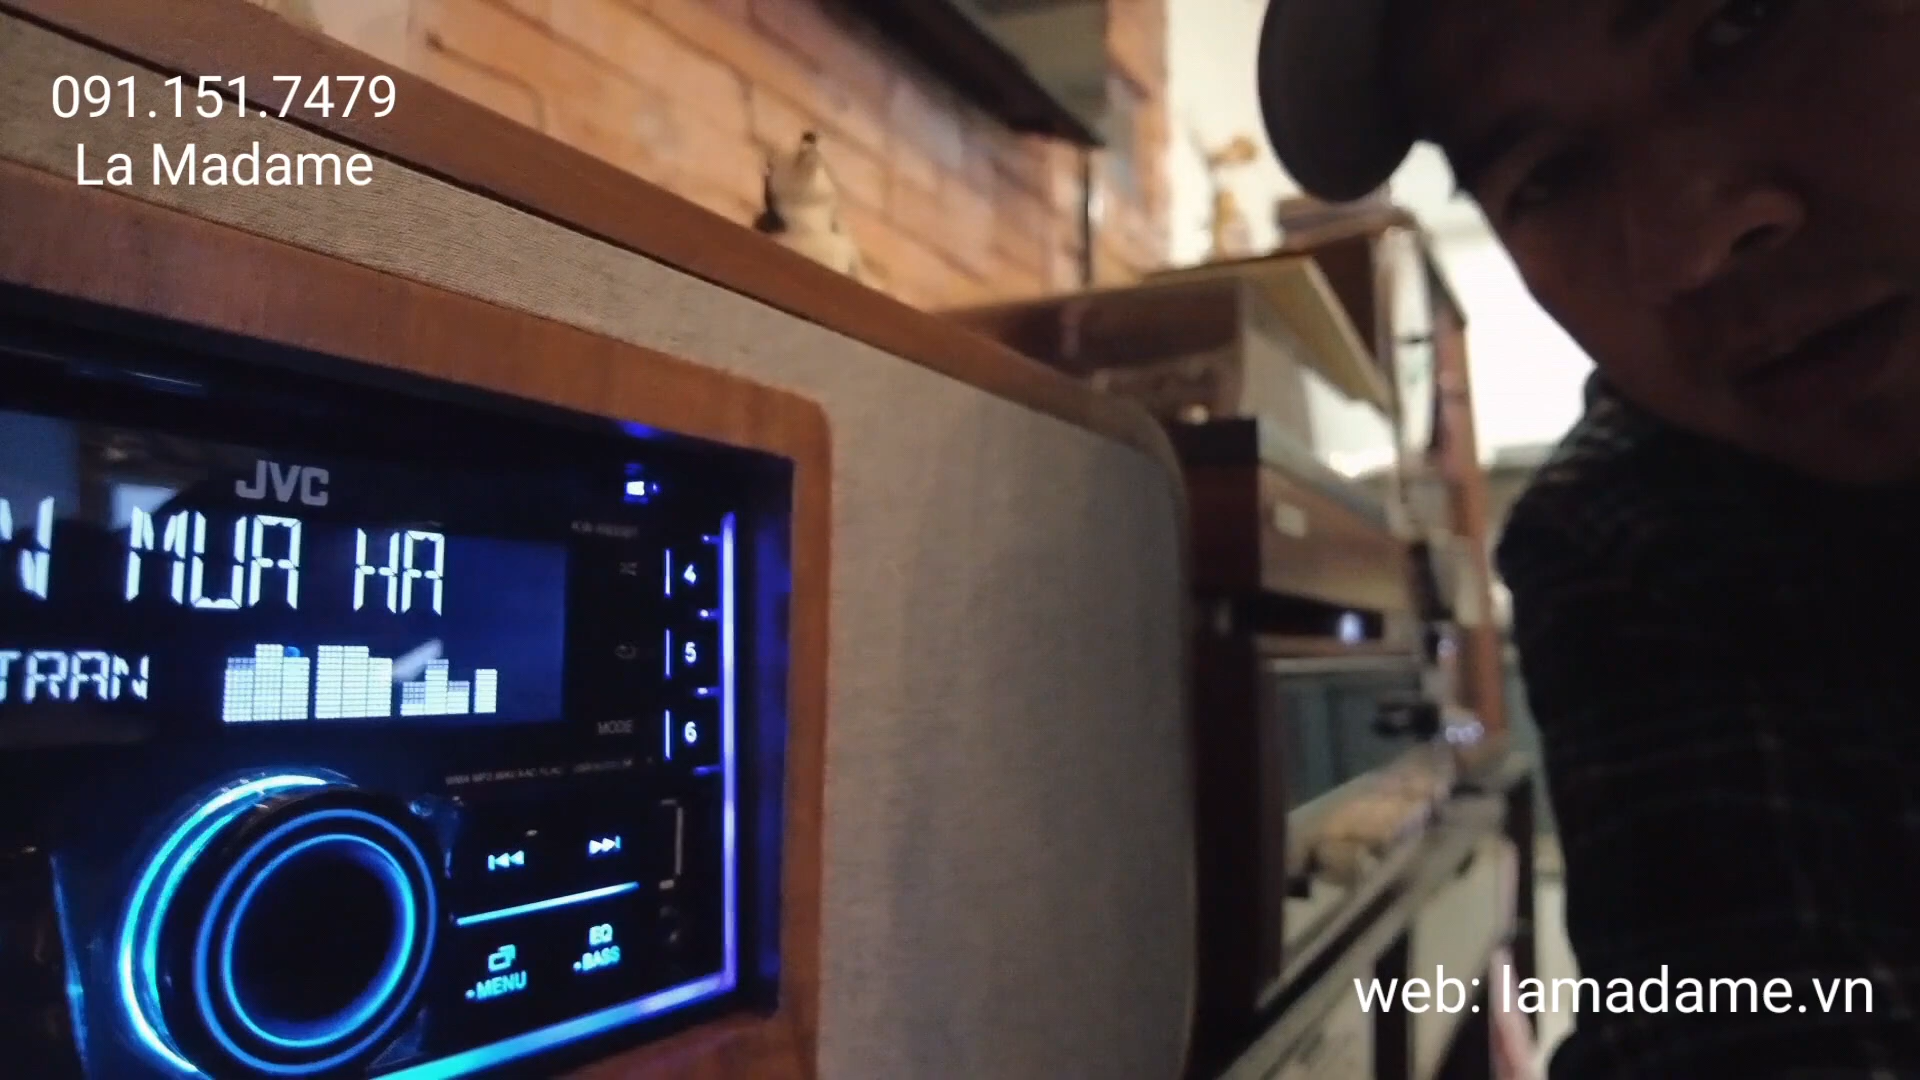 091.151.7479
La Madame
JVC
N MUA HA
4
TRAN
5
MODE
6
EQ
MENU
BASS
web: lamadame.vn